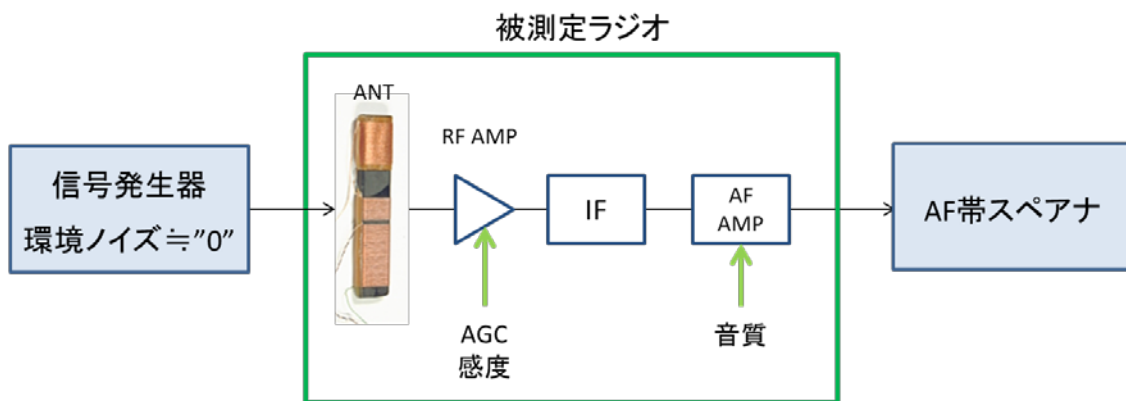 被測定ラジオ
ANT
RF AMP
信号発生器
環境ノイズ≒”0”
IF
AF
AMP
AF帯スペアナ
AGC
感度
音質